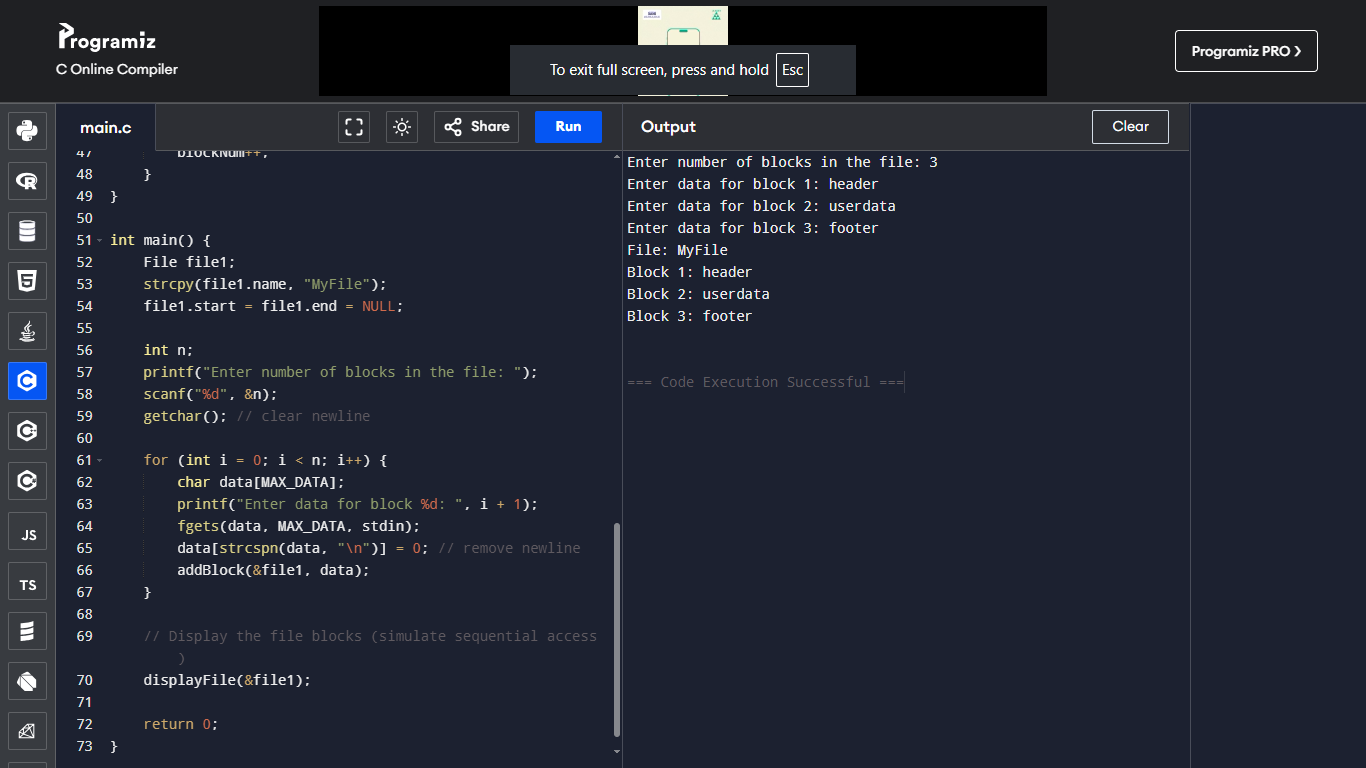 Programiz
C Online Compiler
To exit full screen, press and hold Esc
Programiz PRO >
main.c
Share
Run
Output
Clear
47 blockNum++;
48 }
49 }
50
51 int main() {
52 File file1;
53 strcpy(file1.name, "MyFile");
54 file1.start = file1.end = NULL;
55
56 int n;
57 printf("Enter number of blocks in the file: ");
58 scanf("%d", &n);
59 getchar(); // clear newline
60
61 for (int i = 0; i < n; i++) {
62 char data[MAX_DATA];
63 printf("Enter data for block %d: ", i + 1);
64 fgets(data, MAX_DATA, stdin);
65 data[strcspn(data, "\n")] = 0; // remove newline
66 addBlock(&file1, data);
67 }
68
69 // Display the file blocks (simulate sequential access
)
70 displayFile(&file1);
71
72 return 0;
73 }
Enter number of blocks in the file: 3
Enter data for block 1: header
Enter data for block 2: userdata
Enter data for block 3: footer
File: MyFile
Block 1: header
Block 2: userdata
Block 3: footer
=== Code Execution Successful ===
JS
TS